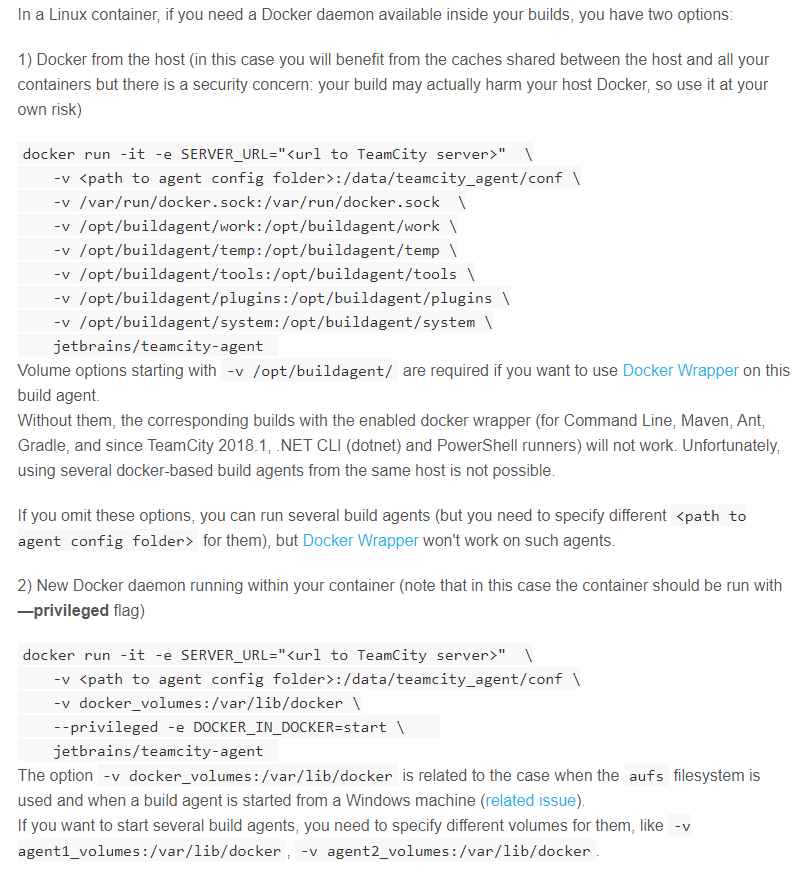 In a Linux container, if you need a Docker daemon available inside your builds, you have two options:
1) Docker from the host (in this case you will benefit from the caches shared between the host and all your
containers but there is a security concern: your build may actually harm your host Docker, so use it at your
own risk)
docker run -it -e SERVER_URL="<url to TeamCity server>"  \
    -v <path to agent config folder>:/data/teamcity_agent/conf \
    -v /var/run/docker.sock:/var/run/docker.sock  \
    -v /opt/buildagent/work:/opt/buildagent/work \
    -v /opt/buildagent/temp:/opt/buildagent/temp \
    -v /opt/buildagent/tools:/opt/buildagent/tools \
    -v /opt/buildagent/plugins:/opt/buildagent/plugins \
    -v /opt/buildagent/system:/opt/buildagent/system \
    jetbrains/teamcity-agent
Volume options starting with -v /opt/buildagent/ are required if you want to use Docker Wrapper on this
build agent.
Without them, the corresponding builds with the enabled docker wrapper (for Command Line, Maven, Ant,
Gradle, and since TeamCity 2018.1, .NET CLI (dotnet) and PowerShell runners) will not work. Unfortunately,
using several docker-based build agents from the same host is not possible.
If you omit these options, you can run several build agents (but you need to specify different <path to
agent config folder> for them), but Docker Wrapper won't work on such agents.
2) New Docker daemon running within your container (note that in this case the container should be run with
—privileged flag)
docker run -it -e SERVER_URL="<url to TeamCity server>"  \
    -v <path to agent config folder>:/data/teamcity_agent/conf \
    -v docker_volumes:/var/lib/docker \
    --privileged -e DOCKER_IN_DOCKER=start \
    jetbrains/teamcity-agent
The option -v docker_volumes:/var/lib/docker is related to the case when the aufs filesystem is
used and when a build agent is started from a Windows machine (related issue).
If you want to start several build agents, you need to specify different volumes for them, like -v
agent1_volumes:/var/lib/docker , -v agent2_volumes:/var/lib/docker .